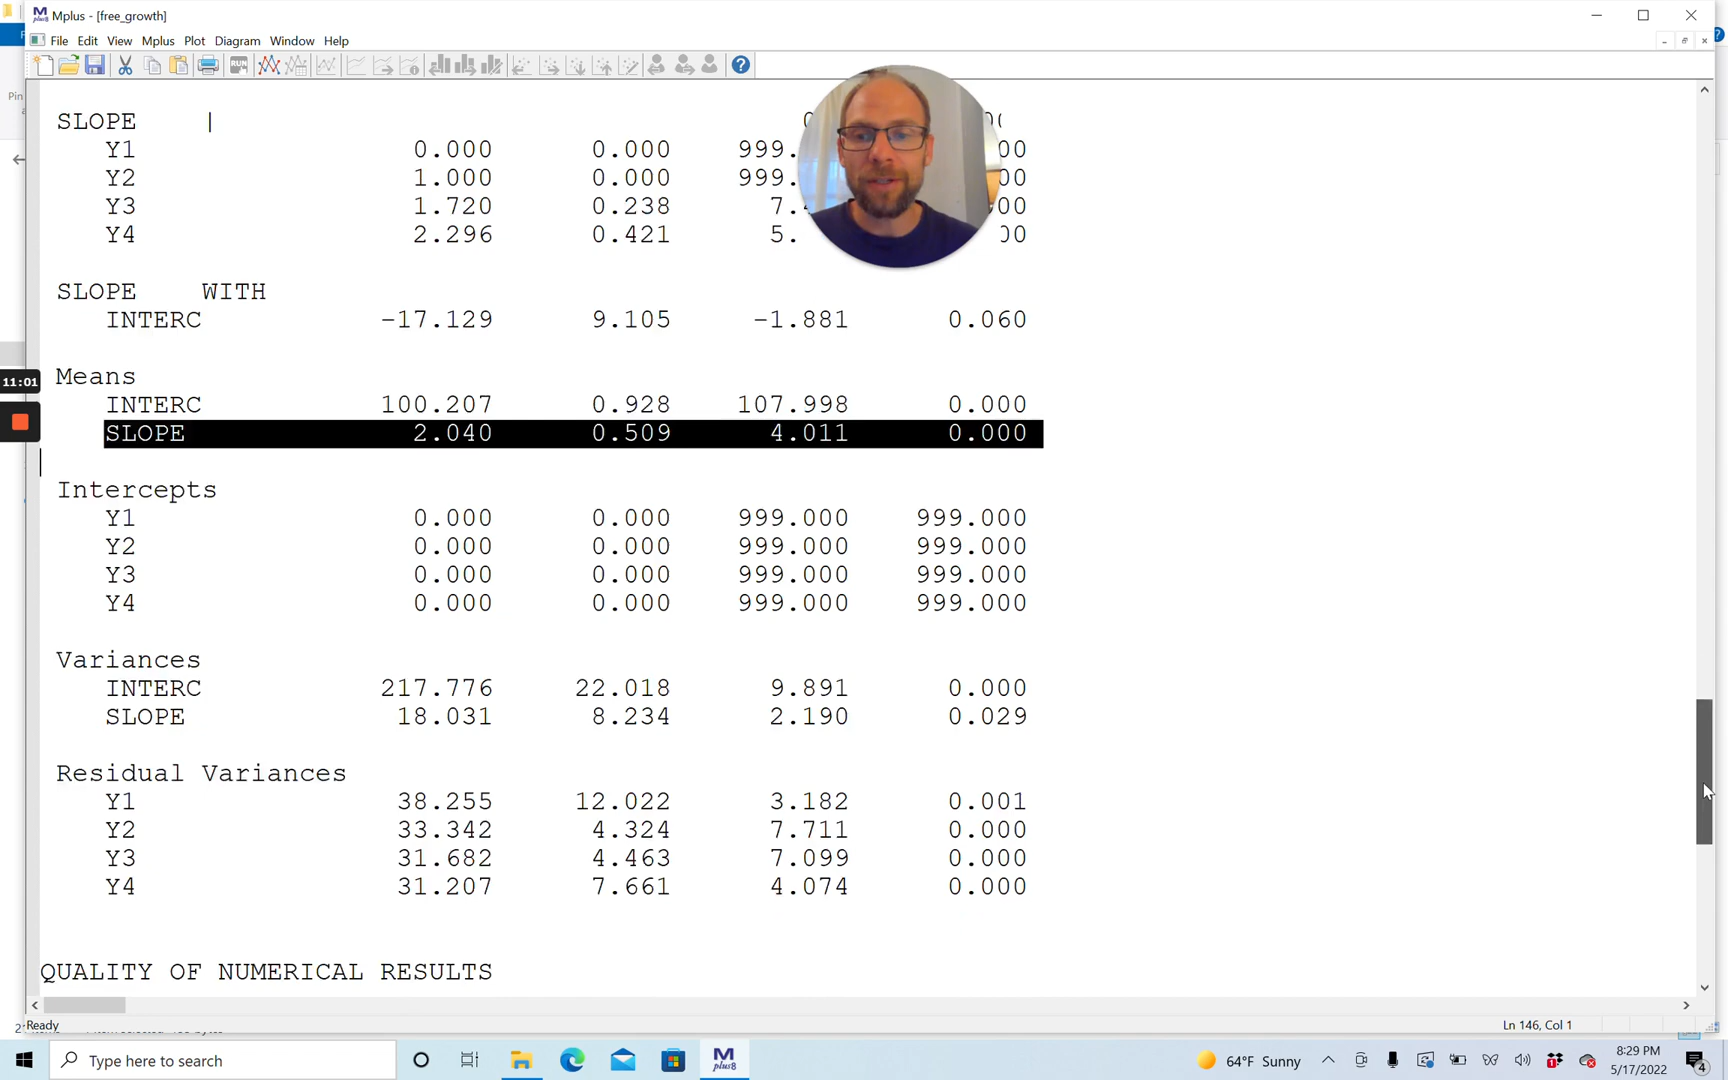 Mplus - [free_growth]
File Edit View Mplus Plot Diagram Window Help
Pin
RUN
SLOPE |
Y1 0.000 0.000 999.
Y2 1.000 0.000 999.
Y3 1.720 0.238 7.
Y4 2.296 0.421 5.
SLOPE WITH
INTERC -17.129 9.105 -1.881 0.060
Means
11:01
INTERC 100.207 0.928 107.998 0.000
SLOPE 2.040 0.509 4.011 0.000
Intercepts
Y1 0.000 0.000 999.000 999.000
Y2 0.000 0.000 999.000 999.000
Y3 0.000 0.000 999.000 999.000
Y4 0.000 0.000 999.000 999.000
Variances
INTERC 217.776 22.018 9.891 0.000
SLOPE 18.031 8.234 2.190 0.029
Residual Variances
Y1 38.255 12.022 3.182 0.001
Y2 33.342 4.324 7.711 0.000
Y3 31.682 4.463 7.099 0.000
Y4 31.207 7.661 4.074 0.000
QUALITY OF NUMERICAL RESULTS
Ready Ln 146, Col 1
Type here to search
64°F Sunny
8:29 PM
5/17/2022
4